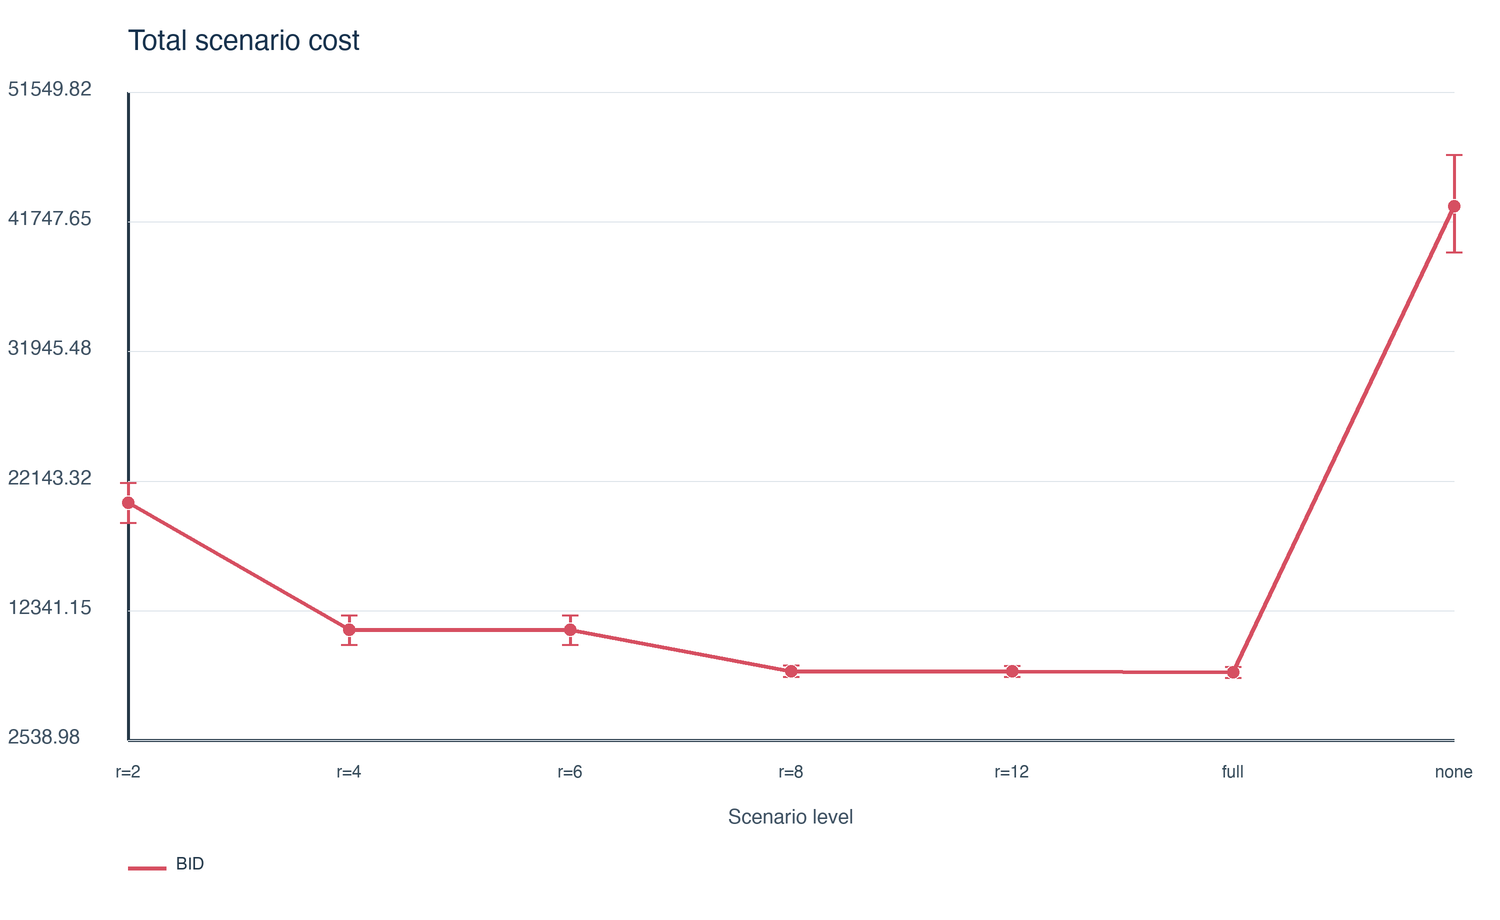 Total scenario cost
51549.82
41747.65
31945.48
22143.32
12341.15
2538.98
r=2 r=4 r=6 r=8 r=12 full none
Scenario level
BID